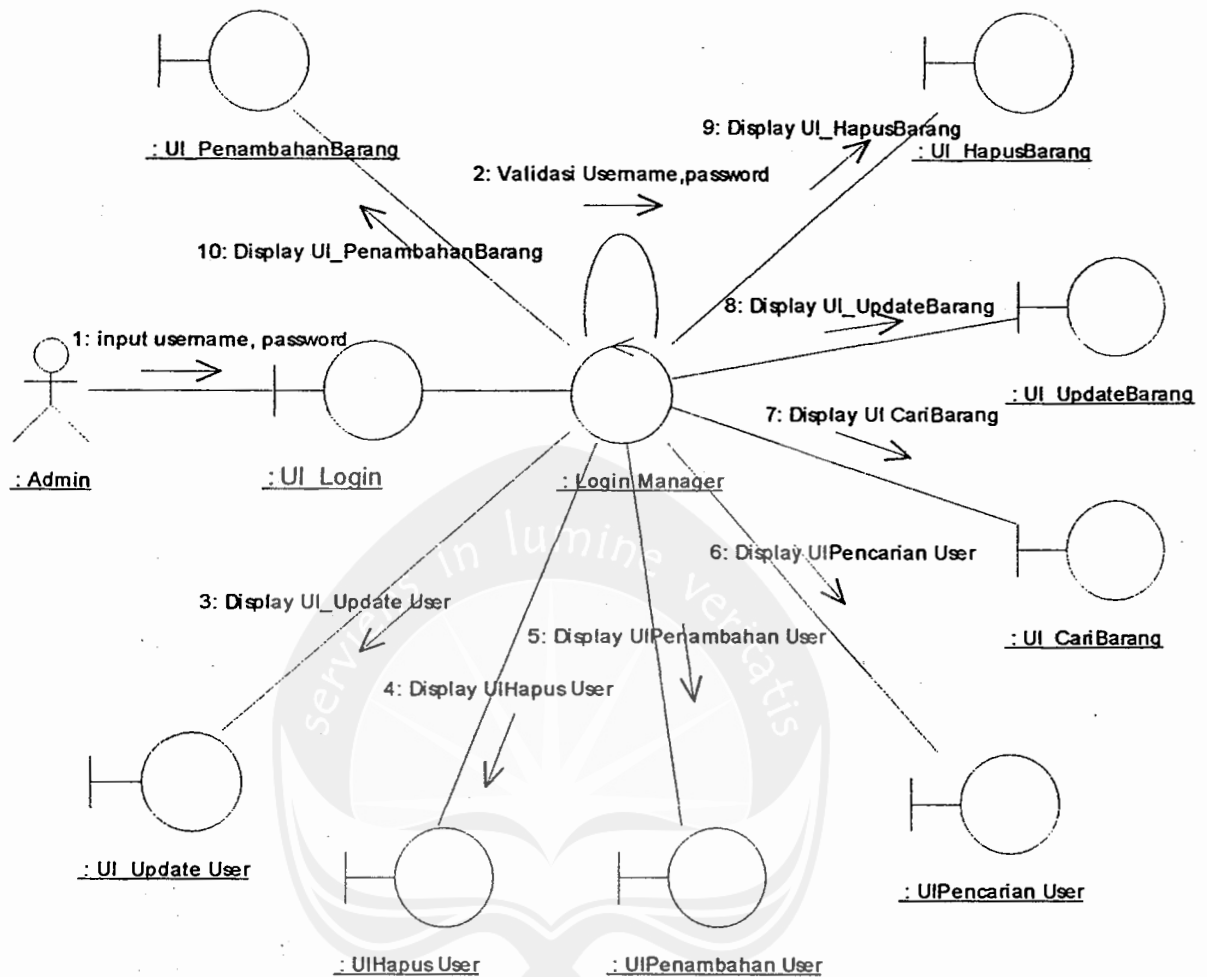 9: Display UI_HapusBarang
: UI_PenambahanBarang
: UI_HapusBarang
2: Validasi Username,password
10: Display UI_PenambahanBarang
8: Display UI_UpdateBarang
1: input username, password
: UI_UpdateBarang
7: Display UI CariBarang
: Admin
: UI_Login
: Login Manager
serviens in lumine veritatis
6: Display UIPencarian User
3: Display UI_Update User
5: Display UIPenambahan User
: UI_CariBarang
4: Display UIHapus User
: UI_Update User
: UIPencarian User
: UIHapus User
: UIPenambahan User